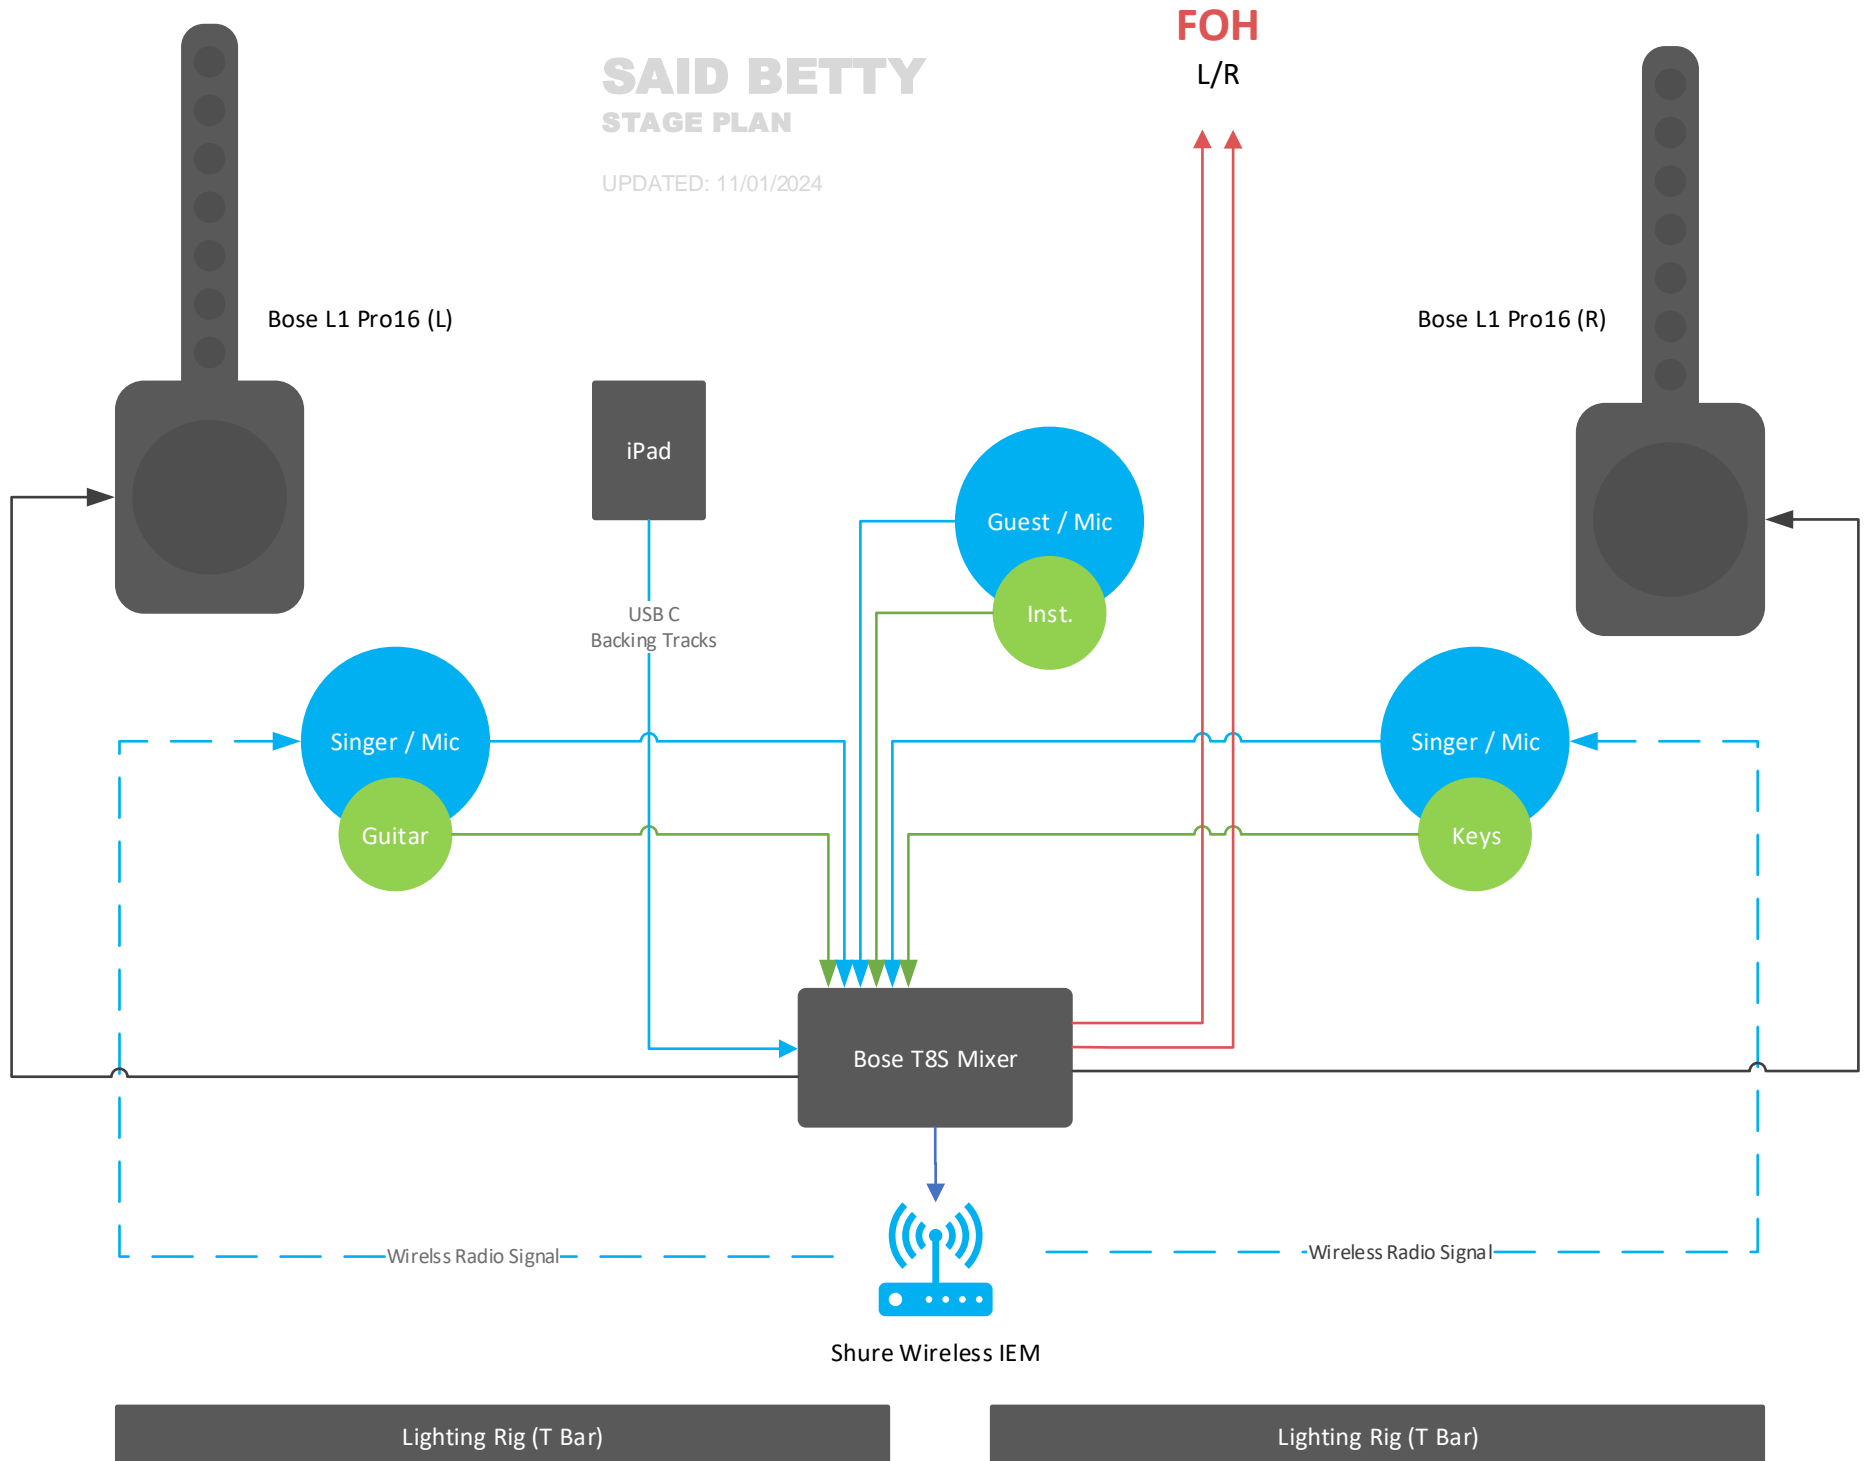 FOH
L/R
SAID BETTY
STAGE PLAN
UPDATED: 11/01/2024
Bose L1 Pro16 (L)
Bose L1 Pro16 (R)
iPad
Guest / Mic
Inst.
USB C
Backing Tracks
Singer / Mic
Guitar
Singer / Mic
Keys
Bose T8S Mixer
Wirelss Radio Signal
Wireless Radio Signal
Shure Wireless IEM
Lighting Rig (T Bar)
Lighting Rig (T Bar)